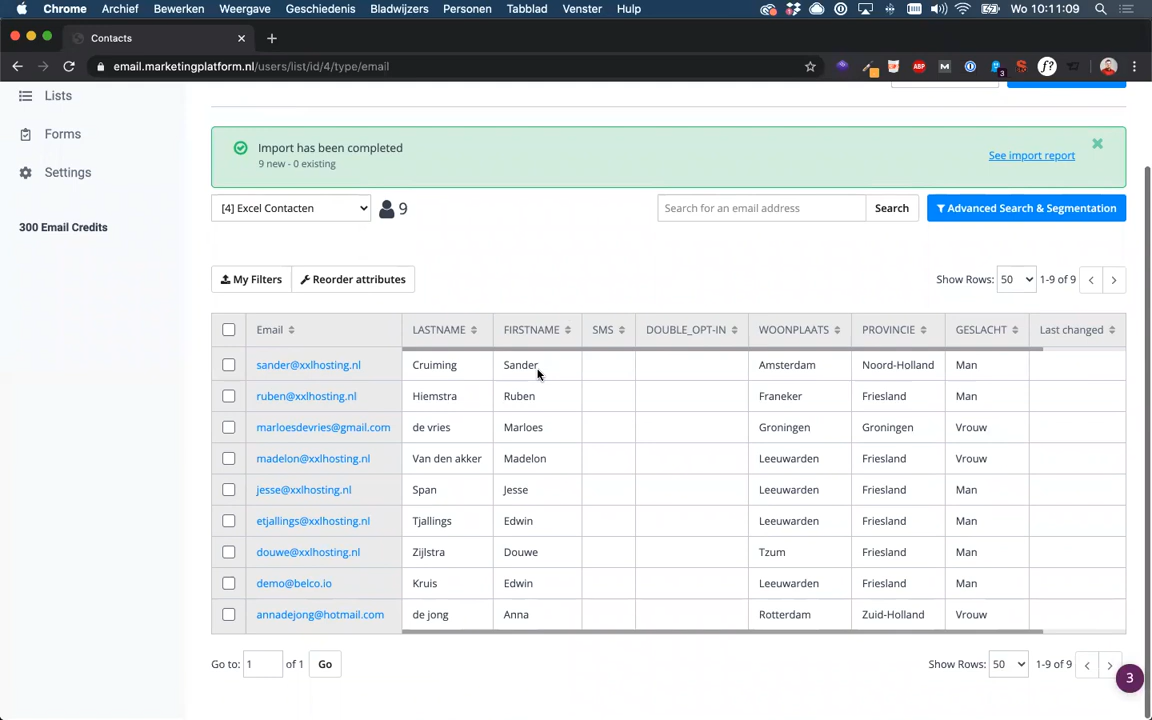 Chrome Archief Bewerken Weergave Geschiedenis Bladwijzers Personen Tabblad Venster Help Wo 10:11:09
Contacts
email.marketingplatform.nl/users/list/id/4/type/email
ABP
M
S
f?
3
Lists
Forms
Settings
300 Email Credits
Import has been completed
9 new - 0 existing
See import report
[4] Excel Contacten
9
Search for an email address
Search
Advanced Search & Segmentation
My Filters
Reorder attributes
Show Rows: 50 1-9 of 9
Email LASTNAME FIRSTNAME SMS DOUBLE_OPT-IN WOONPLAATS PROVINCIE GESLACHT Last changed
sander@xxlhosting.nl Cruiming Sander Amsterdam Noord-Holland Man
ruben@xxlhosting.nl Hiemstra Ruben Franeker Friesland Man
marloesdevries@gmail.com de vries Marloes Groningen Groningen Vrouw
madelon@xxlhosting.nl Van den akker Madelon Leeuwarden Friesland Vrouw
jesse@xxlhosting.nl Span Jesse Leeuwarden Friesland Man
etjallings@xxlhosting.nl Tjallings Edwin Leeuwarden Friesland Man
douwe@xxlhosting.nl Zijlstra Douwe Tzum Friesland Man
demo@belco.io Kruis Edwin Leeuwarden Friesland Man
annadejong@hotmail.com de jong Anna Rotterdam Zuid-Holland Vrouw
Go to: 1 of 1 Go
Show Rows: 50 1-9 of 9
3